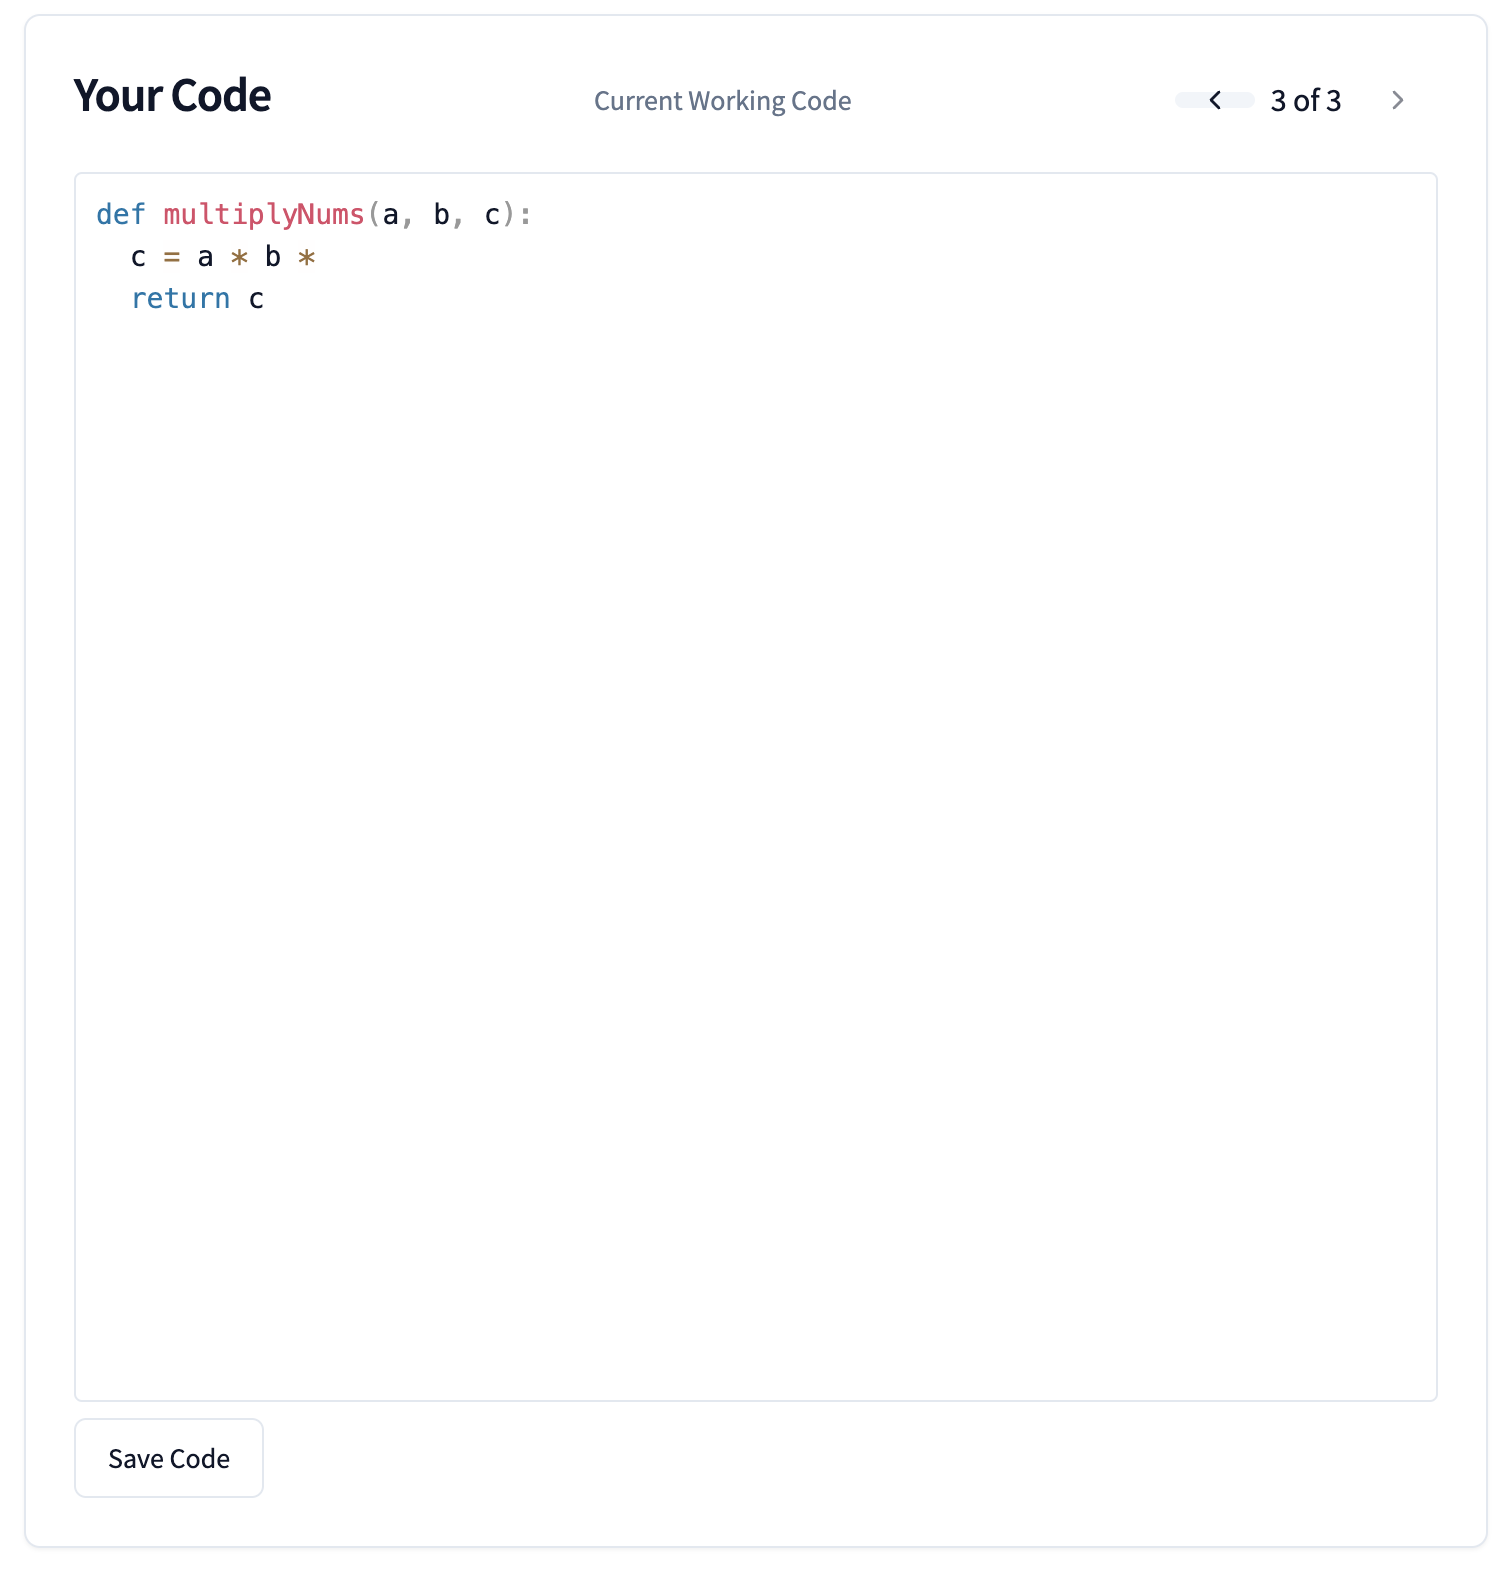 Your Code
Current Working Code
3 of 3
def multiplyNums(a, b, c):
  c = a * b *
  return c
Save Code